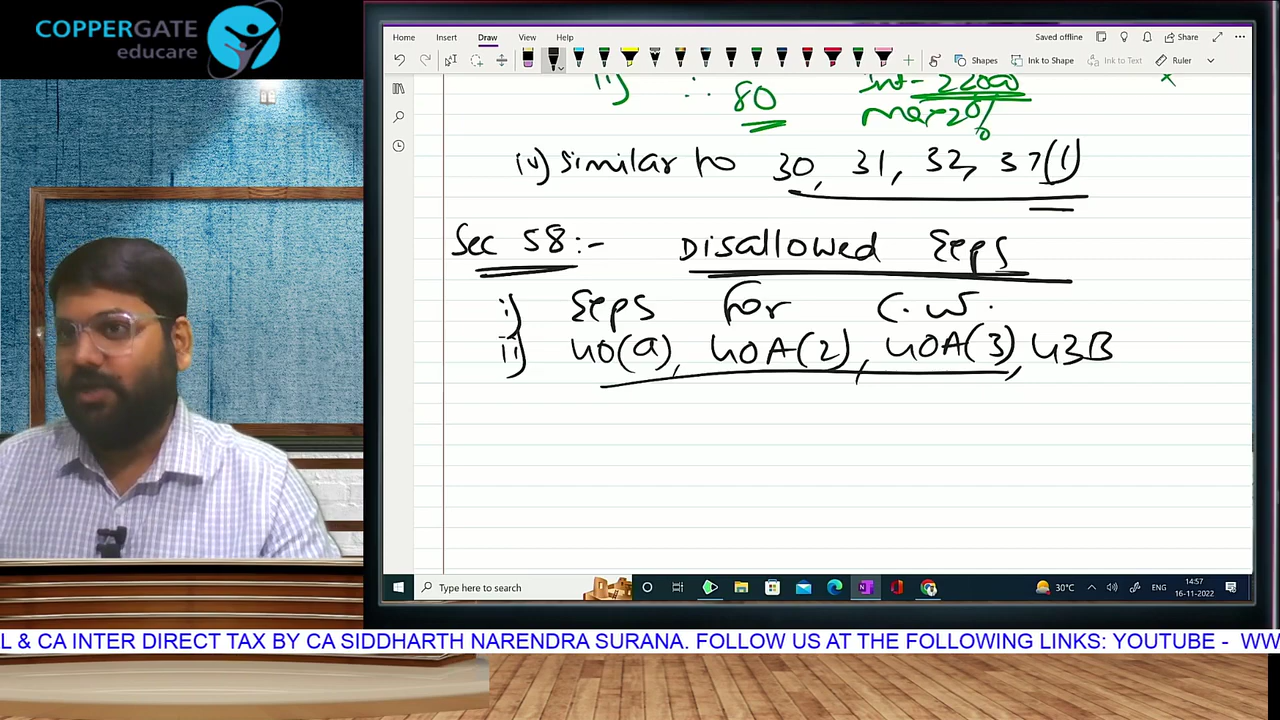 COPPERGATE
educare
Home Insert Draw View Help
Saved offline
Share
Shapes
Ink to Shape
Ink to Text
Ruler
ii) ∴ 80 Int - 22000
Max 20%
x
iv) Similar to 30, 31, 32, 37(1)
Sec 58:- Disallowed Exps
i) Exps for C.W.
ii) 40(a), 40A(2), 40A(3), 43B
Type here to search
30°C
ENG
14:57
16-11-2022
L & CA INTER DIRECT TAX BY CA SIDDHARTH NARENDRA SURANA. FOLLOW US AT THE FOLLOWING LINKS: YOUTUBE - WW